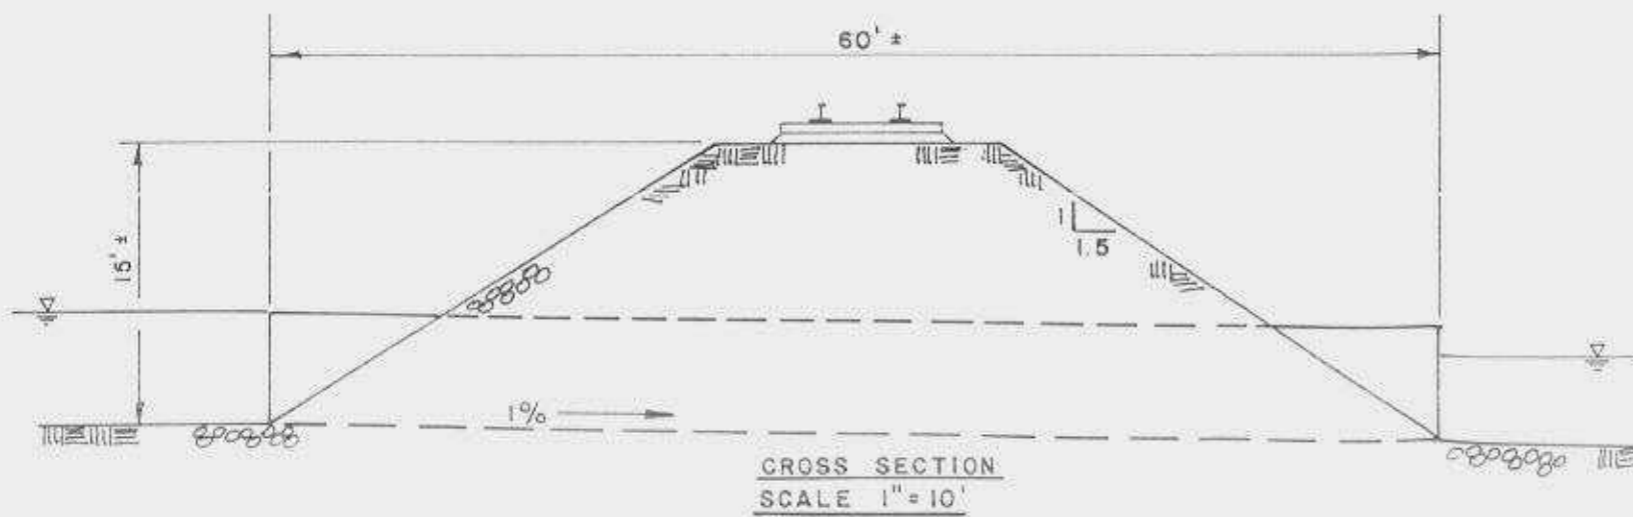 60' ±
15' ±
1
1.5
1%
CROSS SECTION
SCALE 1" = 10'